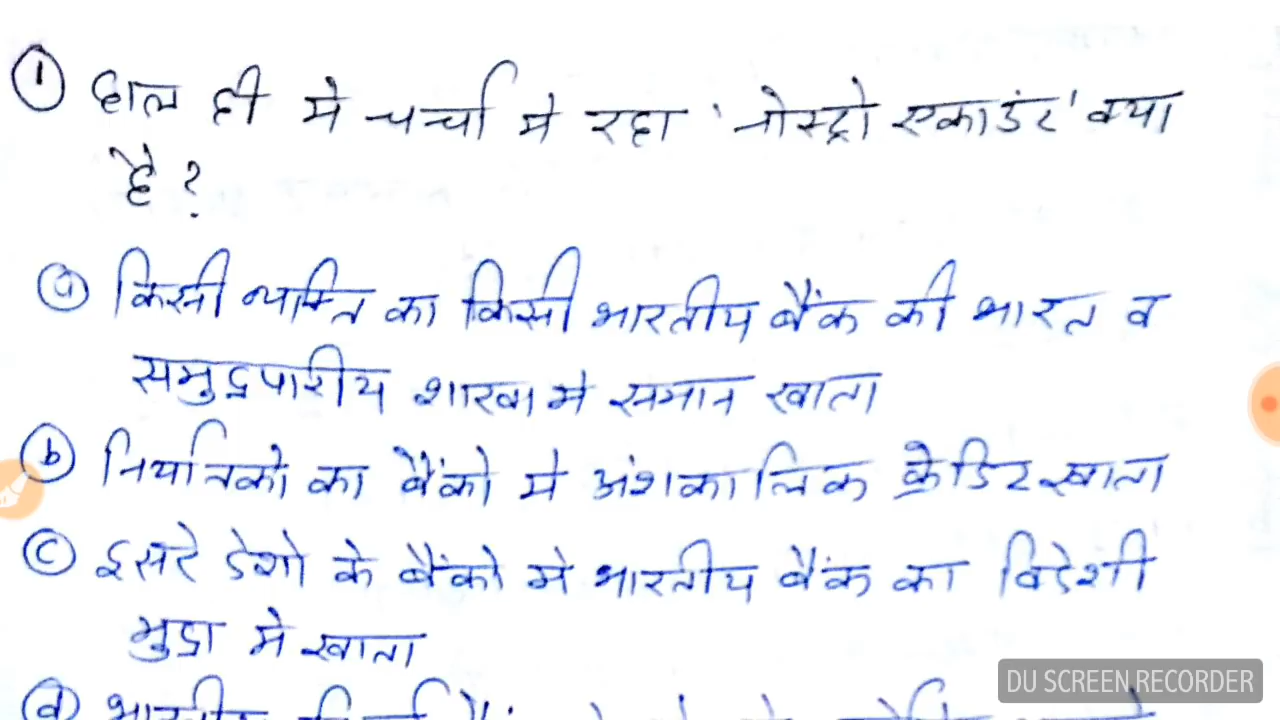 ① हाल ही मे चर्चा मे रहा 'नोस्ट्रो एकाउंट' क्या
है?
ⓐ किसी व्यक्ति का किसी भारतीय बैंक की भारत व
समुद्रपारीय शाखा मे समान खाता
ⓑ निर्यातको का बैंको मे अंशकालिक क्रेडिट खाता
ⓒ दूसरे देशो के बैंको मे भारतीय बैंक का विदेशी
मुद्रा मे खाता
ⓓ
DU SCREEN RECORDER